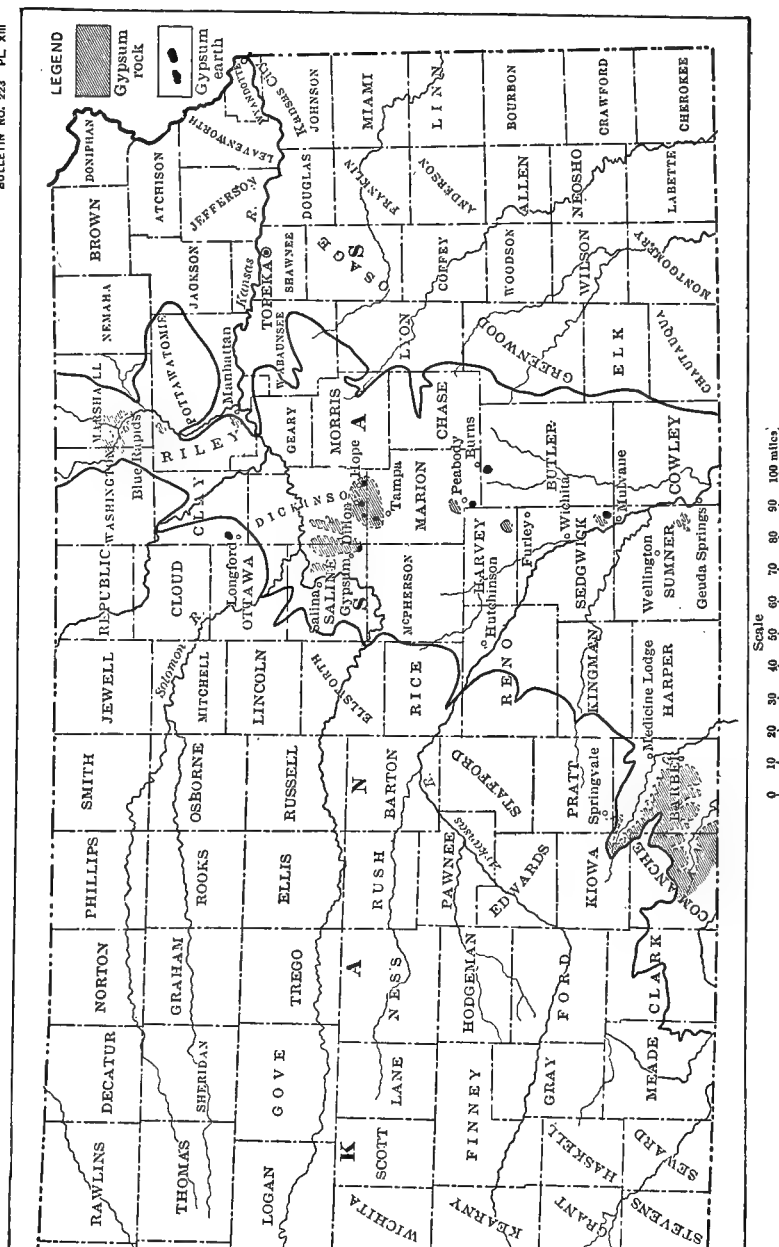 BULLETIN NO. 223 PL. XIII
LEGEND
Gypsum
rock
Gypsum
earth
RAWLINS
DECATUR
NORTON
PHILLIPS
SMITH
JEWELL
REPUBLIC
WASHINGTON
MARSHALL
NEMAHA
BROWN
DONIPHAN
Blue Rapids
THOMAS
SHERIDAN
GRAHAM
ROOKS
OSBORNE
MITCHELL
Solomon R.
CLOUD
CLAY
RILEY
POTTAWATOMIE
Manhattan
JACKSON
ATCHISON
JEFFERSON
LEAVENWORTH
WYANDOTTE
Kansas City
LOGAN
GOVE
TREGO
ELLIS
RUSSELL
LINCOLN
OTTAWA
Longford
DICKINSON
GEARY
WABAUNSEE
Kansas R.
TOPEKA
SHAWNEE
DOUGLAS
JOHNSON
ELLSWORTH
Salina
SALINE
Gypsum
Dillon
Hope
MORRIS
KANSAS
WICHITA
SCOTT
LANE
NESS
RUSH
BARTON
RICE
McPHERSON
MARION
Tampa
CHASE
LYON
OSAGE
FRANKLIN
MIAMI
COFFEY
ANDERSON
LINN
KEARNY
FINNEY
HODGEMAN
PAWNEE
Arkansas R.
STAFFORD
RENO
Hutchinson
HARVEY
Peabody
Burns
BUTLER
GREENWOOD
WOODSON
ALLEN
BOURBON
GRANT
HASKELL
GRAY
FORD
EDWARDS
KIOWA
PRATT
Springvale
KINGMAN
SEDGWICK
Furley
Wichita
Mulvane
ELK
WILSON
NEOSHO
CRAWFORD
STEVENS
SEWARD
MEADE
CLARK
COMANCHE
BARBER
Medicine Lodge
HARPER
Wellington
SUMNER
Geuda Springs
COWLEY
CHAUTAUQUA
MONTGOMERY
LABETTE
CHEROKEE
Scale
0 10 20 30 40 50 60 70 80 90 100 miles